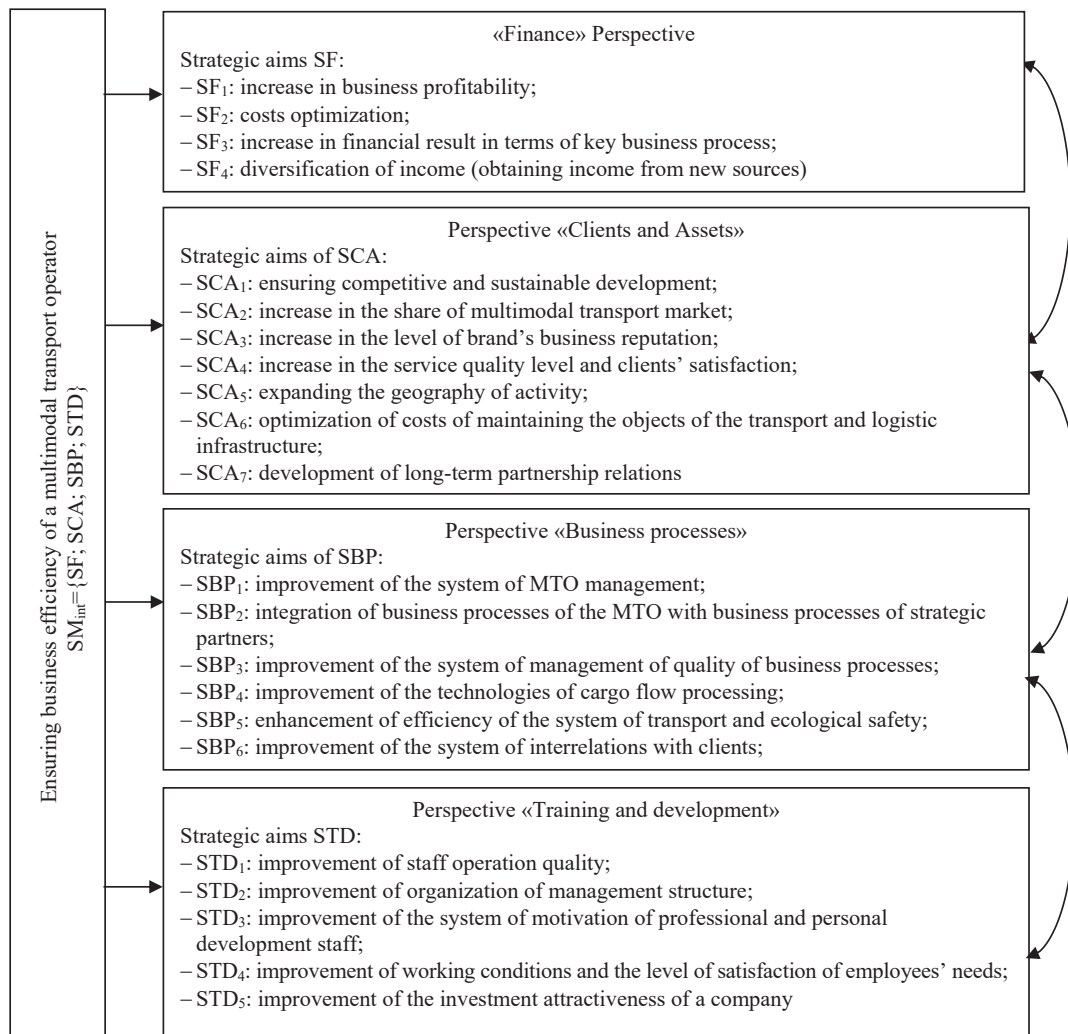 Ensuring business efficiency of a multimodal transport operator
SM_int={SF; SCA; SBP; STD}
«Finance» Perspective
Strategic aims SF:
– SF₁: increase in business profitability;
– SF₂: costs optimization;
– SF₃: increase in financial result in terms of key business process;
– SF₄: diversification of income (obtaining income from new sources)
Perspective «Clients and Assets»
Strategic aims of SCA:
– SCA₁: ensuring competitive and sustainable development;
– SCA₂: increase in the share of multimodal transport market;
– SCA₃: increase in the level of brand’s business reputation;
– SCA₄: increase in the service quality level and clients’ satisfaction;
– SCA₅: expanding the geography of activity;
– SCA₆: optimization of costs of maintaining the objects of the transport and logistic
infrastructure;
– SCA₇: development of long-term partnership relations
Perspective «Business processes»
Strategic aims of SBP:
– SBP₁: improvement of the system of MTO management;
– SBP₂: integration of business processes of the MTO with business processes of strategic
partners;
– SBP₃: improvement of the system of management of quality of business processes;
– SBP₄: improvement of the technologies of cargo flow processing;
– SBP₅: enhancement of efficiency of the system of transport and ecological safety;
– SBP₆: improvement of the system of interrelations with clients;
Perspective «Training and development»
Strategic aims STD:
– STD₁: improvement of staff operation quality;
– STD₂: improvement of organization of management structure;
– STD₃: improvement of the system of motivation of professional and personal
development staff;
– STD₄: improvement of working conditions and the level of satisfaction of employees’ needs;
– STD₅: improvement of the investment attractiveness of a company